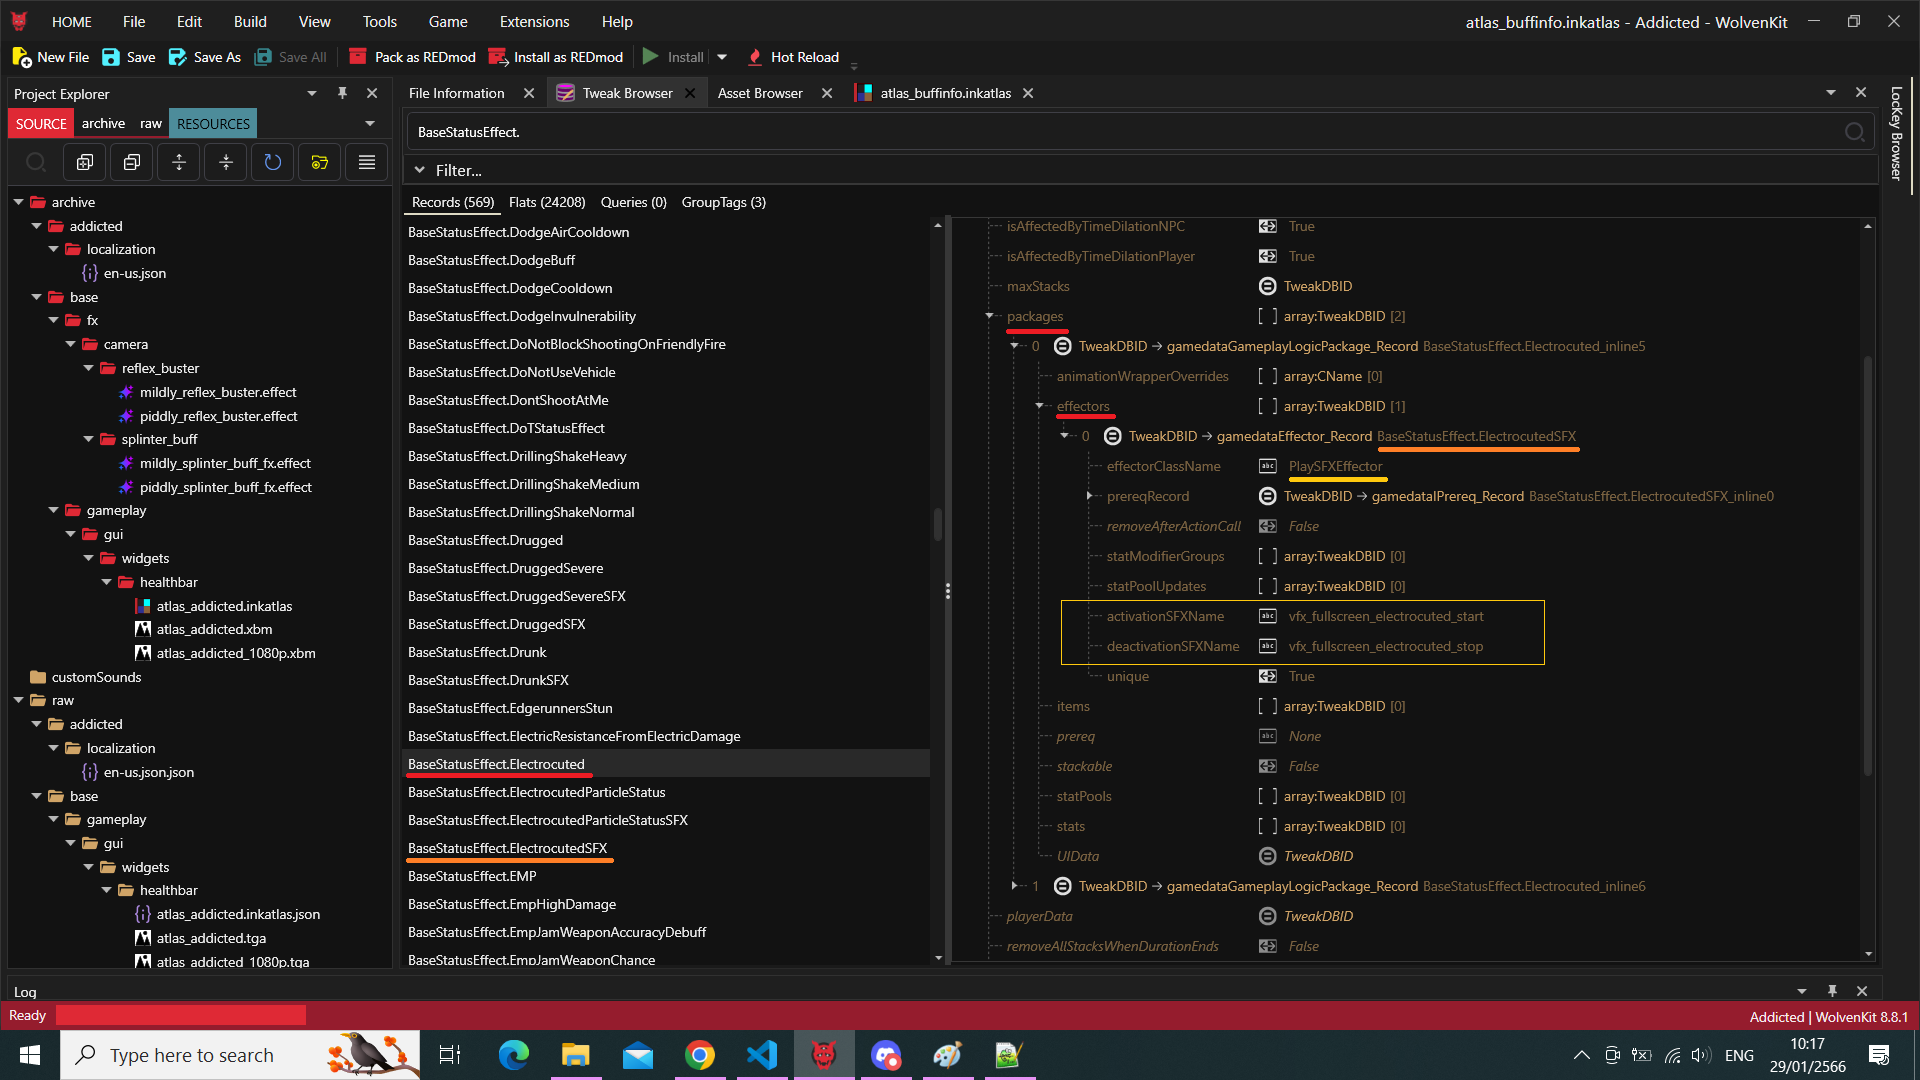 HOME File Edit Build View Tools Game Extensions Help
atlas_buffinfo.inkatlas - Addicted - WolvenKit
New File Save Save As Save All Pack as REDmod Install as REDmod Install Hot Reload
Project Explorer
SOURCE archive raw RESOURCES
archive
addicted
localization
en-us.json
base
fx
camera
reflex_buster
mildly_reflex_buster.effect
piddly_reflex_buster.effect
splinter_buff
mildly_splinter_buff_fx.effect
piddly_splinter_buff_fx.effect
gameplay
gui
widgets
healthbar
atlas_addicted.inkatlas
atlas_addicted.xbm
atlas_addicted_1080p.xbm
customSounds
raw
addicted
localization
en-us.json.json
base
gameplay
gui
widgets
healthbar
atlas_addicted.inkatlas.json
atlas_addicted.tga
atlas_addicted_1080p.tga
File Information Tweak Browser Asset Browser atlas_buffinfo.inkatlas
BaseStatusEffect.
Filter...
Records (569) Flats (24208) Queries (0) GroupTags (3)
BaseStatusEffect.DodgeAirCooldown
BaseStatusEffect.DodgeBuff
BaseStatusEffect.DodgeCooldown
BaseStatusEffect.DodgeInvulnerability
BaseStatusEffect.DoNotBlockShootingOnFriendlyFire
BaseStatusEffect.DoNotUseVehicle
BaseStatusEffect.DontShootAtMe
BaseStatusEffect.DoTStatusEffect
BaseStatusEffect.DrillingShakeHeavy
BaseStatusEffect.DrillingShakeMedium
BaseStatusEffect.DrillingShakeNormal
BaseStatusEffect.Drugged
BaseStatusEffect.DruggedSevere
BaseStatusEffect.DruggedSevereSFX
BaseStatusEffect.DruggedSFX
BaseStatusEffect.Drunk
BaseStatusEffect.DrunkSFX
BaseStatusEffect.EdgerunnersStun
BaseStatusEffect.ElectricResistanceFromElectricDamage
BaseStatusEffect.Electrocuted
BaseStatusEffect.ElectrocutedParticleStatus
BaseStatusEffect.ElectrocutedParticleStatusSFX
BaseStatusEffect.ElectrocutedSFX
BaseStatusEffect.EMP
BaseStatusEffect.EmpHighDamage
BaseStatusEffect.EmpJamWeaponAccuracyDebuff
BaseStatusEffect.EmpJamWeaponChance
isAffectedByTimeDilationNPC True
isAffectedByTimeDilationPlayer True
maxStacks TweakDBID
packages [ ] array:TweakDBID [2]
0 TweakDBID → gamedataGameplayLogicPackage_Record BaseStatusEffect.Electrocuted_inline5
animationWrapperOverrides [ ] array:CName [0]
effectors [ ] array:TweakDBID [1]
0 TweakDBID → gamedataEffector_Record BaseStatusEffect.ElectrocutedSFX
effectorClassName abc PlaySFXEffector
prereqRecord TweakDBID → gamedataIPrereq_Record BaseStatusEffect.ElectrocutedSFX_inline0
removeAfterActionCall False
statModifierGroups [ ] array:TweakDBID [0]
statPoolUpdates [ ] array:TweakDBID [0]
activationSFXName abc vfx_fullscreen_electrocuted_start
deactivationSFXName abc vfx_fullscreen_electrocuted_stop
unique True
items [ ] array:TweakDBID [0]
prereq abc None
stackable False
statPools [ ] array:TweakDBID [0]
stats [ ] array:TweakDBID [0]
UIData TweakDBID
1 TweakDBID → gamedataGameplayLogicPackage_Record BaseStatusEffect.Electrocuted_inline6
playerData TweakDBID
removeAllStacksWhenDurationEnds False
LocKey Browser
Log
Ready
Addicted | WolvenKit 8.8.1
Type here to search
ENG
10:17
29/01/2566